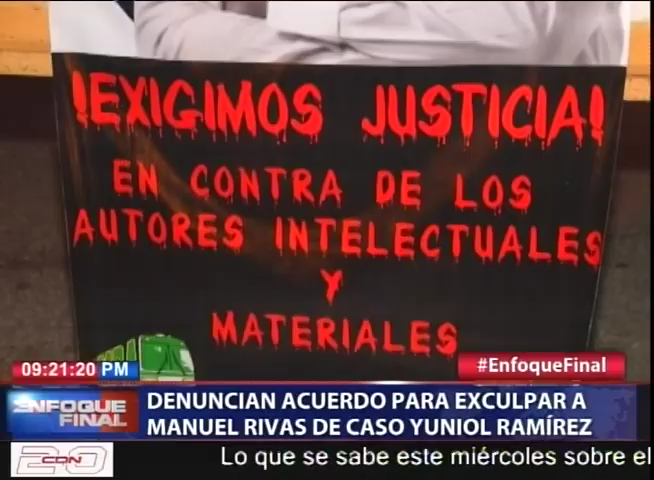 !EXIGIMOS JUSTICIA!
EN CONTRA DE LOS
AUTORES INTELECTUALES
Y
MATERIALES
09:21:20 PM
#EnfoqueFinal
ENFOQUE
FINAL
DENUNCIAN ACUERDO PARA EXCULPAR A
MANUEL RIVAS DE CASO YUNIOL RAMÍREZ
CDN
Lo que se sabe este miércoles sobre el